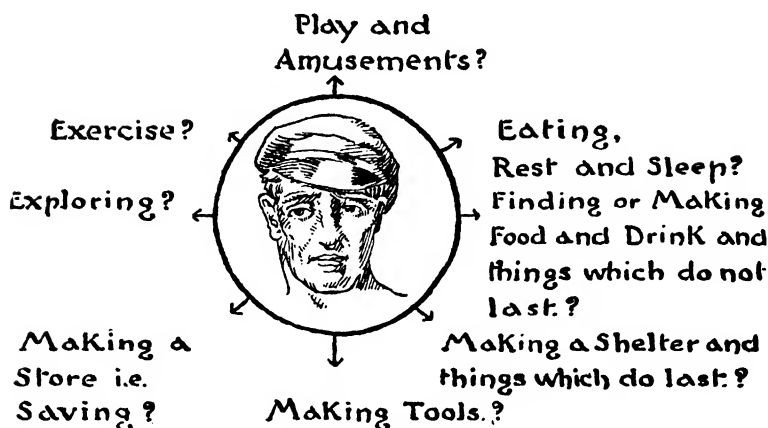 Play and
Amusements?
Exercise?
Exploring?
Eating,
Rest and Sleep?
Finding or Making
Food and Drink and
things which do not
last.?
Making a Shelter and
things which do last.?
Making Tools.?
Making a
Store i.e.
Saving?